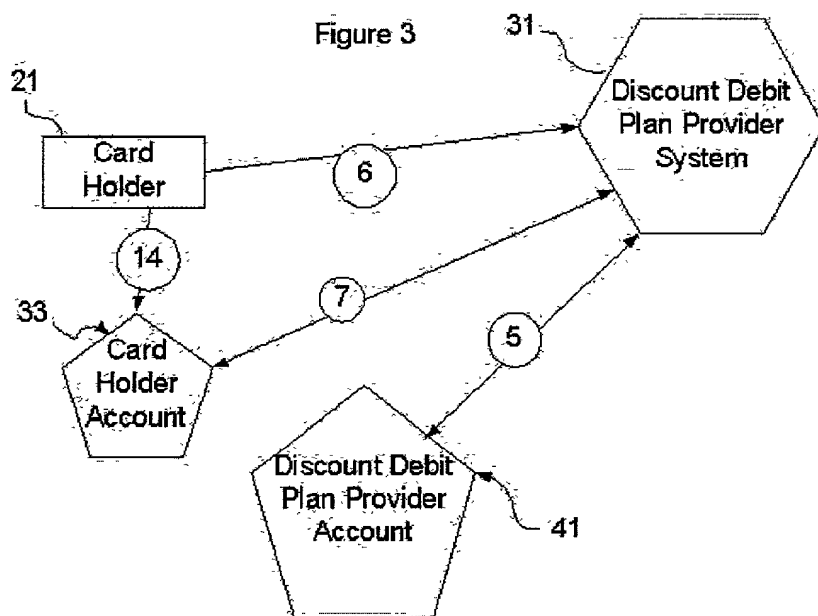 Figure 3
31
21
Discount Debit
Plan Provider
System
Card
Holder
6
14
7
33
5
Card
Holder
Account
Discount Debit
Plan Provider
Account
41